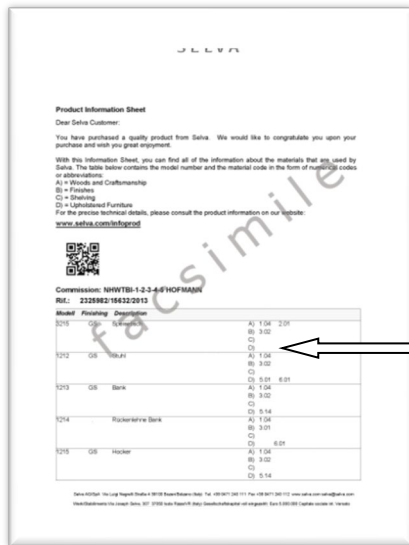 SELVA
Product Information Sheet
Dear Selva Customer:
You have purchased a quality product from Selva. We would like to congratulate you upon your
purchase and wish you great enjoyment.
With this Information Sheet, you can find all of the information about the materials that are used by
Selva. The table below contains the model number and the material code in the form of numerical codes
or abbreviations:
A) = Woods and Craftsmanship
B) = Finishes
C) = Shelving
D) = Upholstered Furniture
For the precise technical details, please consult the product information on our website:
www.selva.com/infoprod
facsimile
Commission: NHWTBI-1-2-3-4-5 HOFMANN
Rif.: 2325982/15632/2013
Modell Finishing Description
3215 GS A) 1.04 2.01
B) 3.02
C)
D)
1212 GS Stuhl A) 1.04
B) 3.02
C)
D) 5.01 6.01
1213 GS Bank A) 1.04
B) 3.02
C)
D) 5.14
1214 Rückenlehne Bank A) 1.04
B) 3.01
C)
D) 6.01
1215 GS Hocker A) 1.04
B) 3.02
C)
D) 5.14